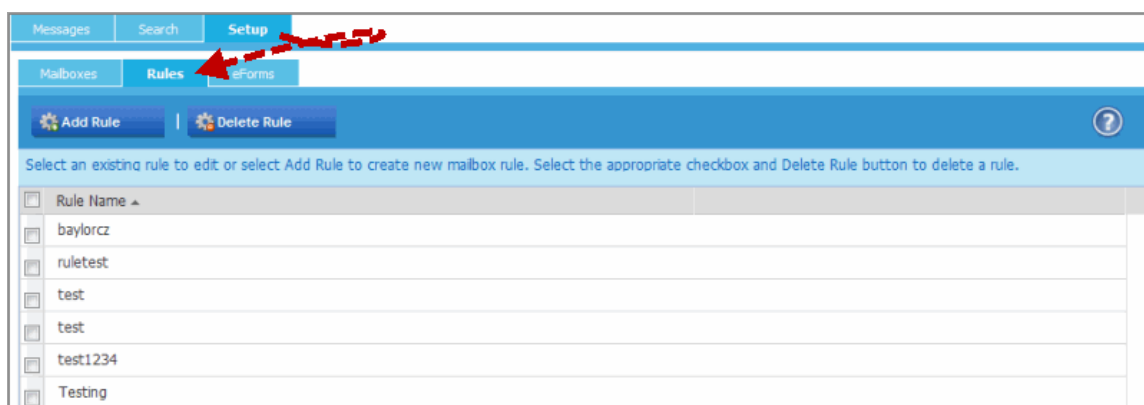 Messages Search Setup
Mailboxes Rules eForms
Add Rule | Delete Rule ?
Select an existing rule to edit or select Add Rule to create new mailbox rule. Select the appropriate checkbox and Delete Rule button to delete a rule.
Rule Name
baylorcz
ruletest
test
test
test1234
Testing